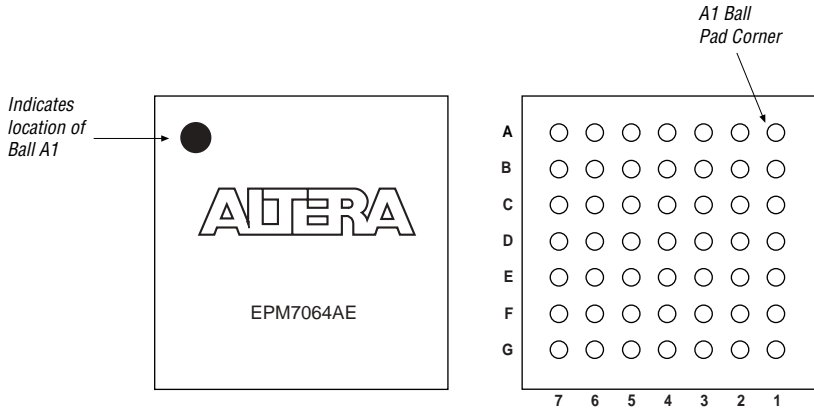 A1 Ball
Pad Corner
Indicates
location of
Ball A1
ALTERA
EPM7064AE
A
B
C
D
E
F
G
7 6 5 4 3 2 1